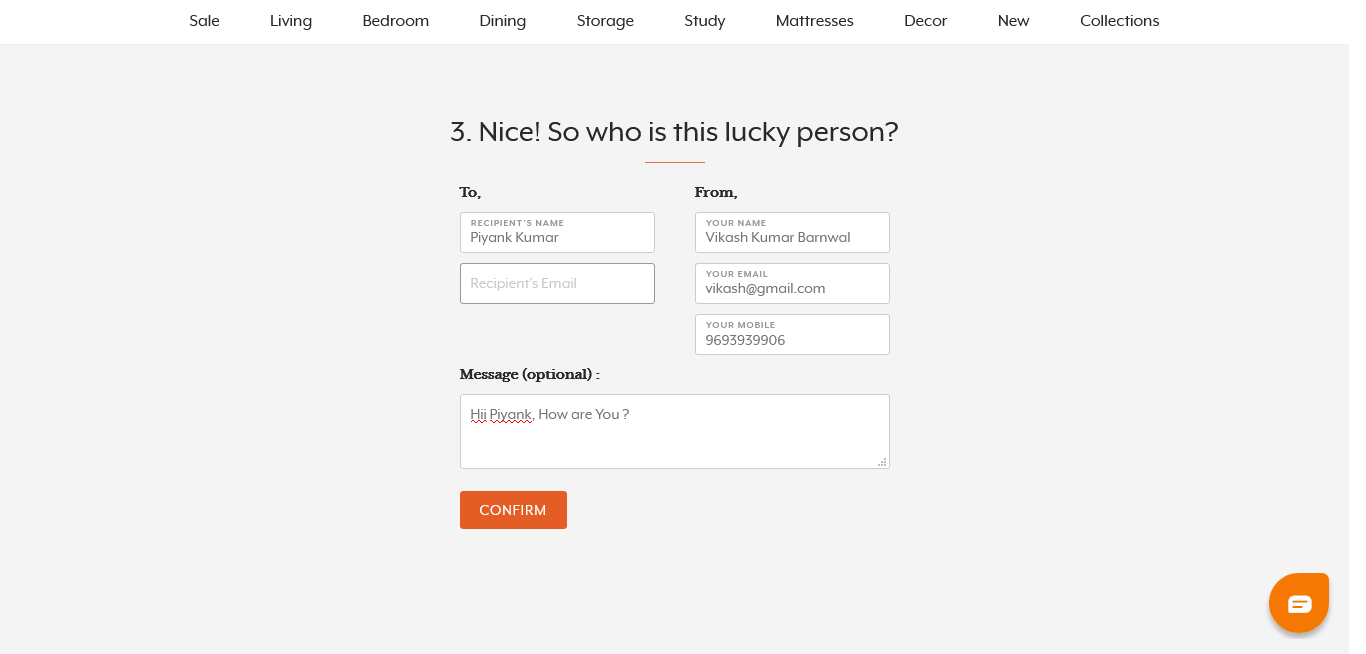 Sale Living Bedroom Dining Storage Study Mattresses Decor New Collections
3. Nice! So who is this lucky person?
To,
RECIPIENT'S NAME
Piyank Kumar
Recipient's Email
From,
YOUR NAME
Vikash Kumar Barnwal
YOUR EMAIL
vikash@gmail.com
YOUR MOBILE
9693939906
Message (optional) :
Hii Piyank, How are You ?
CONFIRM